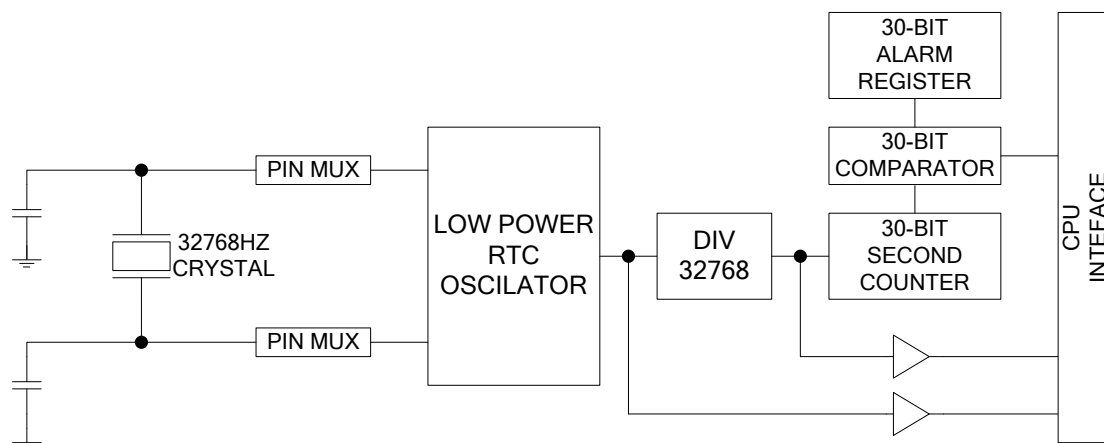 30-BIT
ALARM
REGISTER
PIN MUX
30-BIT
COMPARATOR
32768HZ
CRYSTAL
LOW POWER
RTC
OSCILATOR
DIV
32768
30-BIT
SECOND
COUNTER
CPU
INTEFACE
PIN MUX